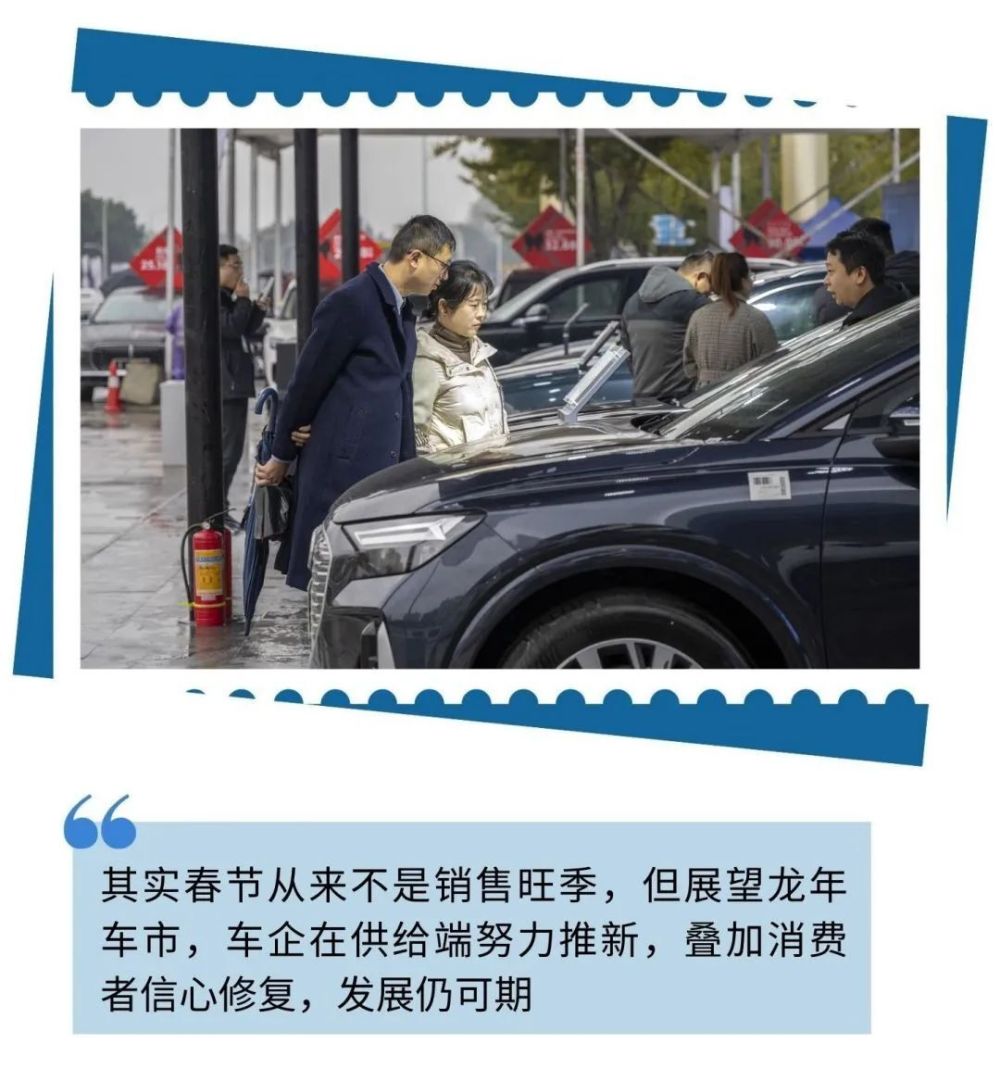 其实春节从来不是销售旺季，但展望龙年
车市，车企在供给端努力推新，叠加消费
者信心修复，发展仍可期